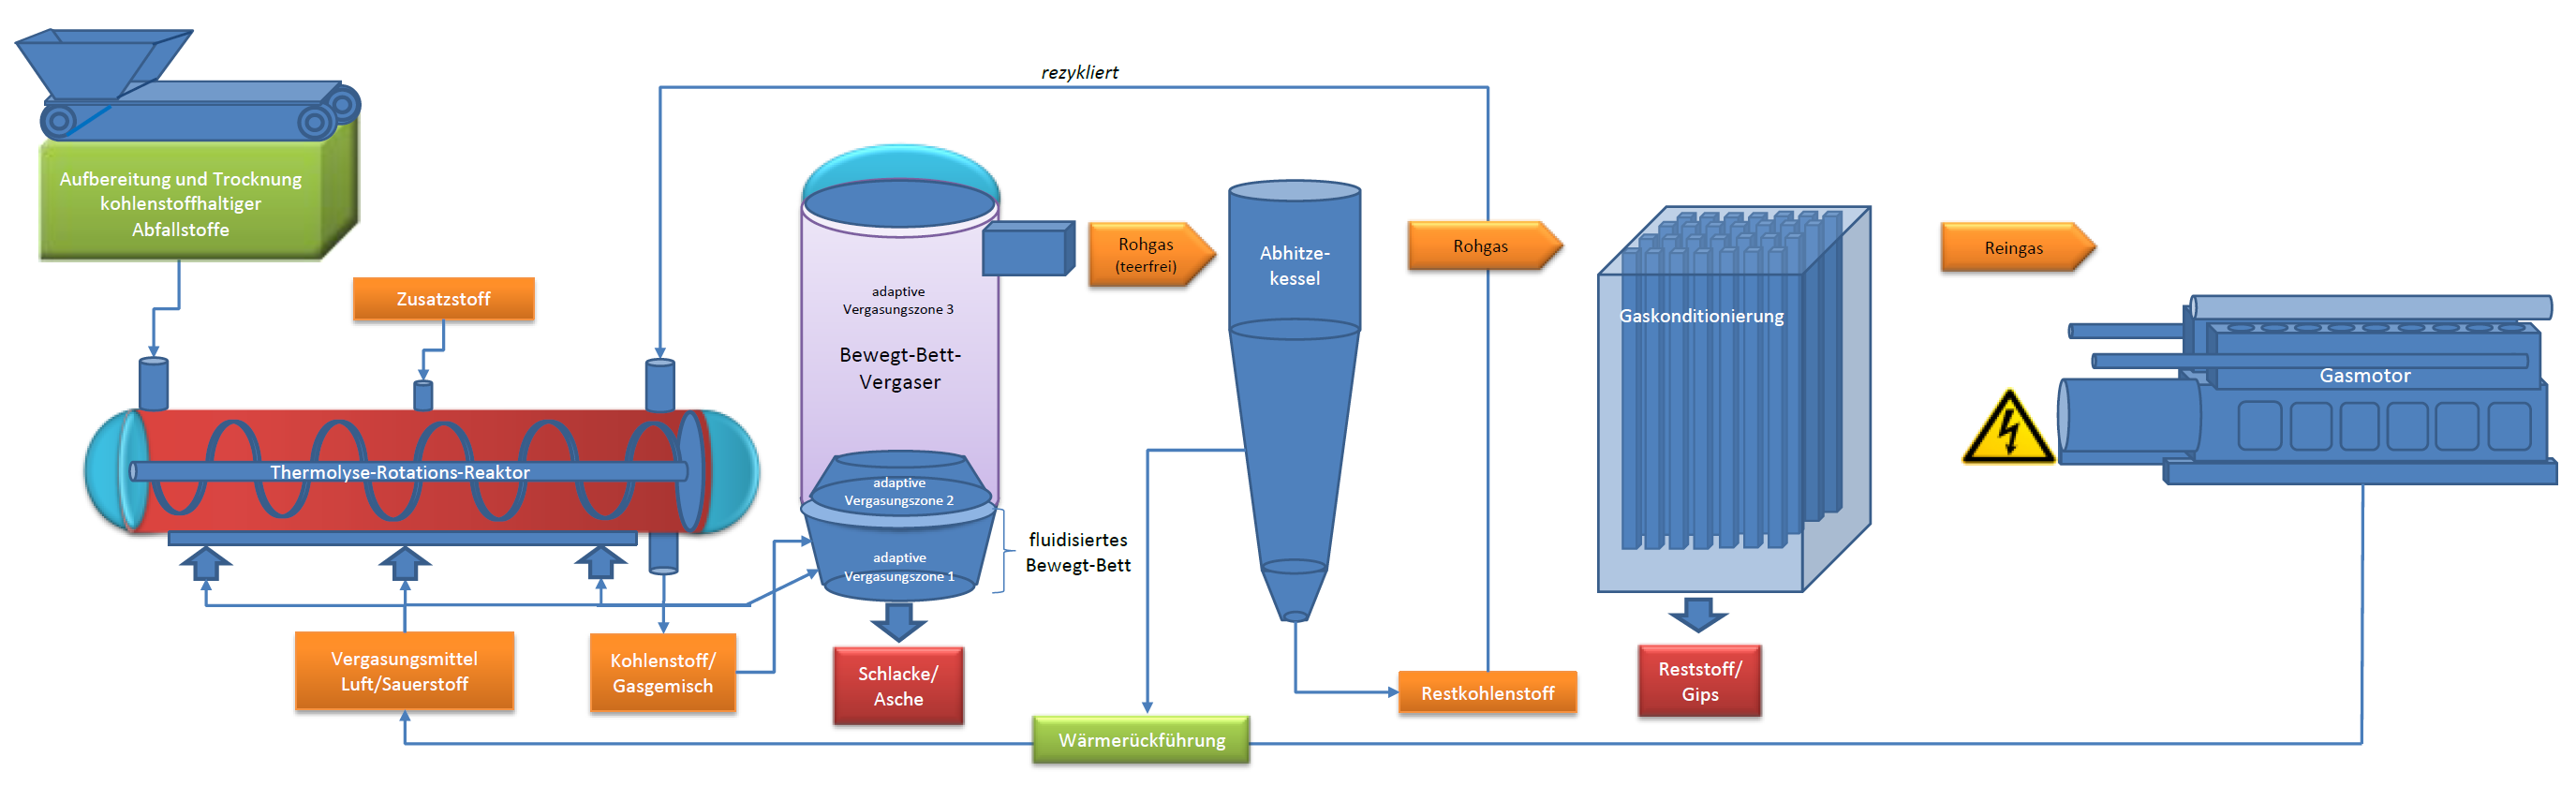 rezykliert
Aufbereitung und Trocknung
kohlenstoffhaltiger
Abfallstoffe
Zusatzstoff
Thermolyse-Rotations-Reaktor
Vergasungsmittel
Luft/Sauerstoff
Kohlenstoff/
Gasgemisch
adaptive
Vergasungszone 3
Bewegt-Bett-
Vergaser
adaptive
Vergasungszone 2
adaptive
Vergasungszone 1
fluidisiertes
Bewegt-Bett
Schlacke/
Asche
Rohgas
(teerfrei)
Abhitze-
kessel
Rohgas
Restkohlenstoff
Wärmerückführung
Gaskonditionierung
Reststoff/
Gips
Reingas
Gasmotor